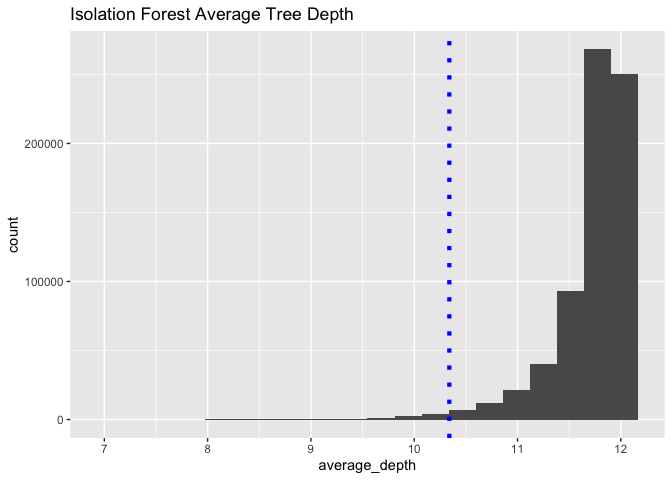 Isolation Forest Average Tree Depth
200000
100000
0
count
7 8 9 10 11 12
average_depth